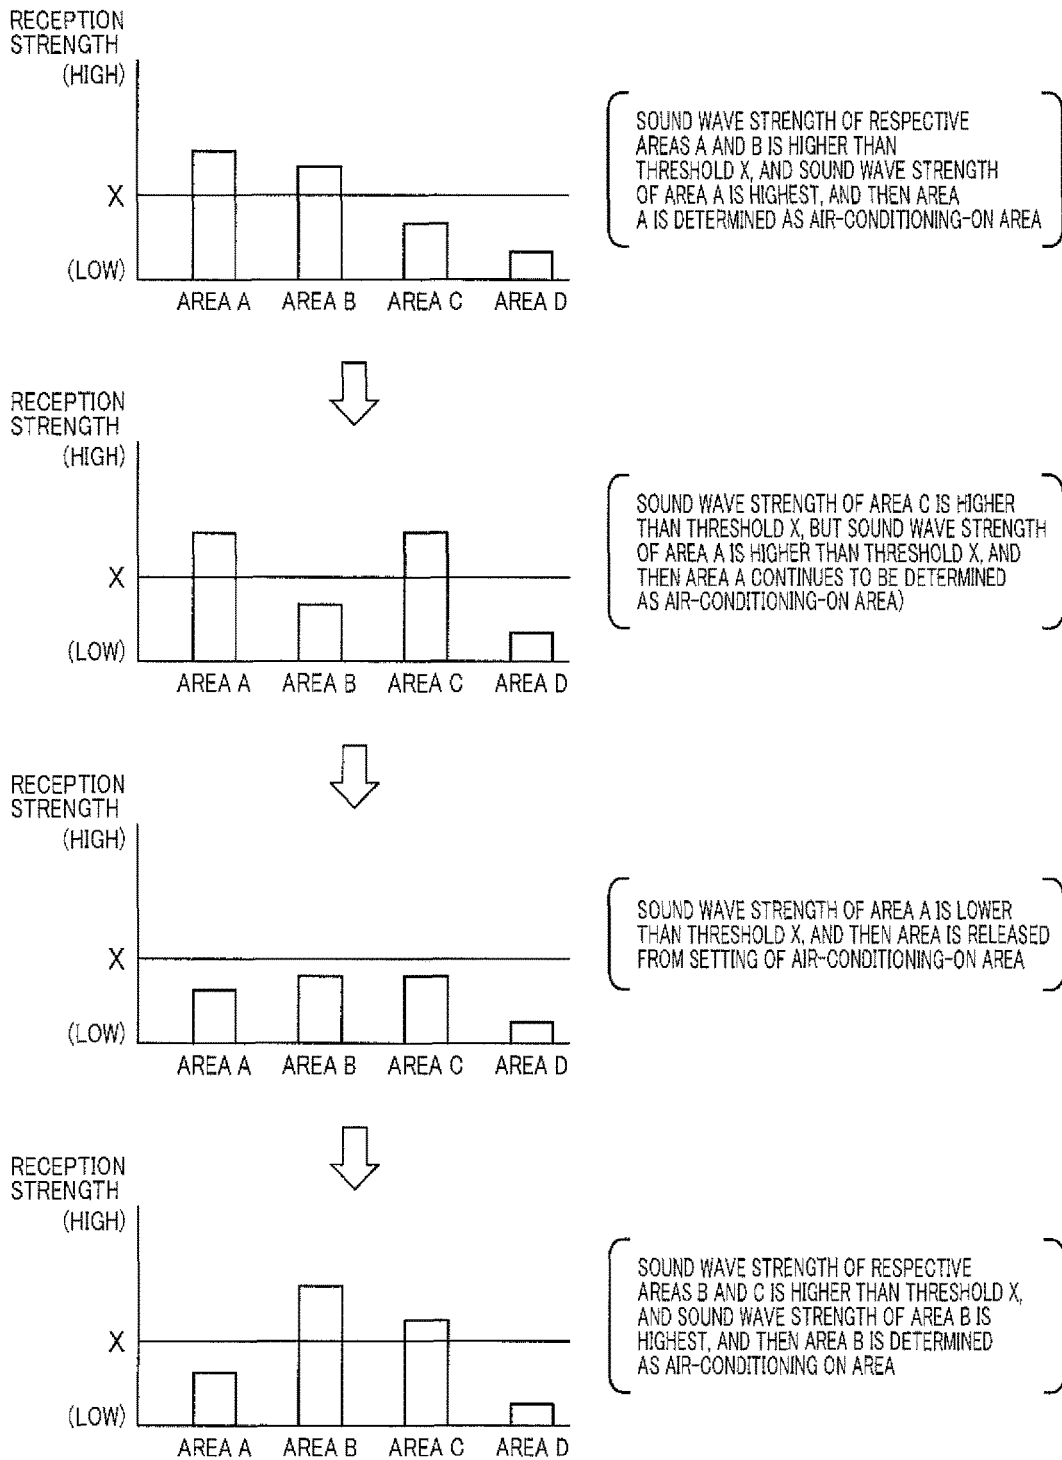 RECEPTION
STRENGTH
(HIGH)
X
(LOW)
AREA A
AREA B
AREA C
AREA D
SOUND WAVE STRENGTH OF RESPECTIVE
AREAS A AND B IS HIGHER THAN
THRESHOLD X, AND SOUND WAVE STRENGTH
OF AREA A IS HIGHEST, AND THEN AREA
A IS DETERMINED AS AIR-CONDITIONING-ON AREA
RECEPTION
STRENGTH
(HIGH)
X
(LOW)
AREA A
AREA B
AREA C
AREA D
SOUND WAVE STRENGTH OF AREA C IS HIGHER
THAN THRESHOLD X, BUT SOUND WAVE STRENGTH
OF AREA A IS HIGHER THAN THRESHOLD X, AND
THEN AREA A CONTINUES TO BE DETERMINED
AS AIR-CONDITIONING-ON AREA)
RECEPTION
STRENGTH
(HIGH)
X
(LOW)
AREA A
AREA B
AREA C
AREA D
SOUND WAVE STRENGTH OF AREA A IS LOWER
THAN THRESHOLD X, AND THEN AREA IS RELEASED
FROM SETTING OF AIR-CONDITIONING-ON AREA
RECEPTION
STRENGTH
(HIGH)
X
(LOW)
AREA A
AREA B
AREA C
AREA D
SOUND WAVE STRENGTH OF RESPECTIVE
AREAS B AND C IS HIGHER THAN THRESHOLD X,
AND SOUND WAVE STRENGTH OF AREA B IS
HIGHEST, AND THEN AREA B IS DETERMINED
AS AIR-CONDITIONING ON AREA